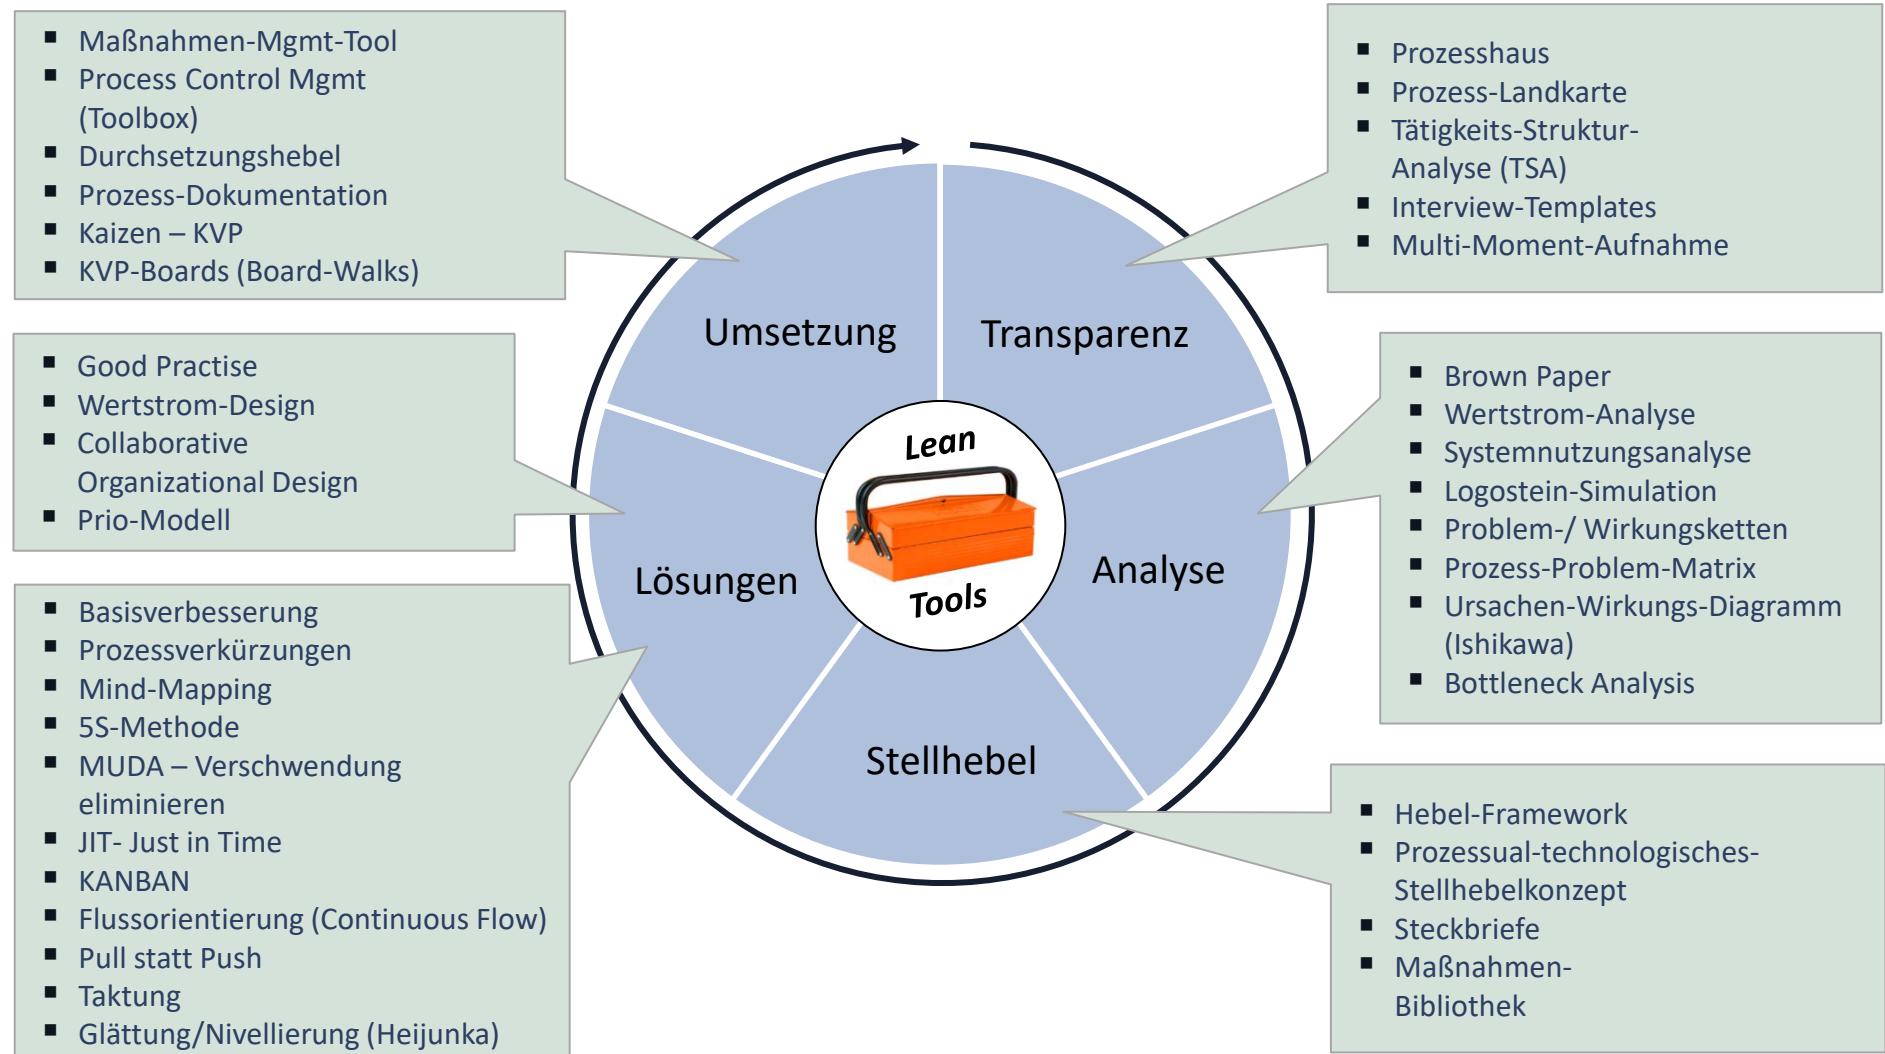 Maßnahmen-Mgmt-Tool
Process Control Mgmt
(Toolbox)
Durchsetzungshebel
Prozess-Dokumentation
Kaizen – KVP
KVP-Boards (Board-Walks)
Good Practise
Wertstrom-Design
Collaborative
Organizational Design
Prio-Modell
Basisverbesserung
Prozessverkürzungen
Mind-Mapping
5S-Methode
MUDA – Verschwendung
eliminieren
JIT- Just in Time
KANBAN
Flussorientierung (Continuous Flow)
Pull statt Push
Taktung
Glättung/Nivellierung (Heijunka)
Umsetzung
Transparenz
Lean
Tools
Lösungen
Analyse
Stellhebel
Prozesshaus
Prozess-Landkarte
Tätigkeits-Struktur-
Analyse (TSA)
Interview-Templates
Multi-Moment-Aufnahme
Brown Paper
Wertstrom-Analyse
Systemnutzungsanalyse
Logostein-Simulation
Problem-/ Wirkungsketten
Prozess-Problem-Matrix
Ursachen-Wirkungs-Diagramm
(Ishikawa)
Bottleneck Analysis
Hebel-Framework
Prozessual-technologisches-
Stellhebelkonzept
Steckbriefe
Maßnahmen-
Bibliothek